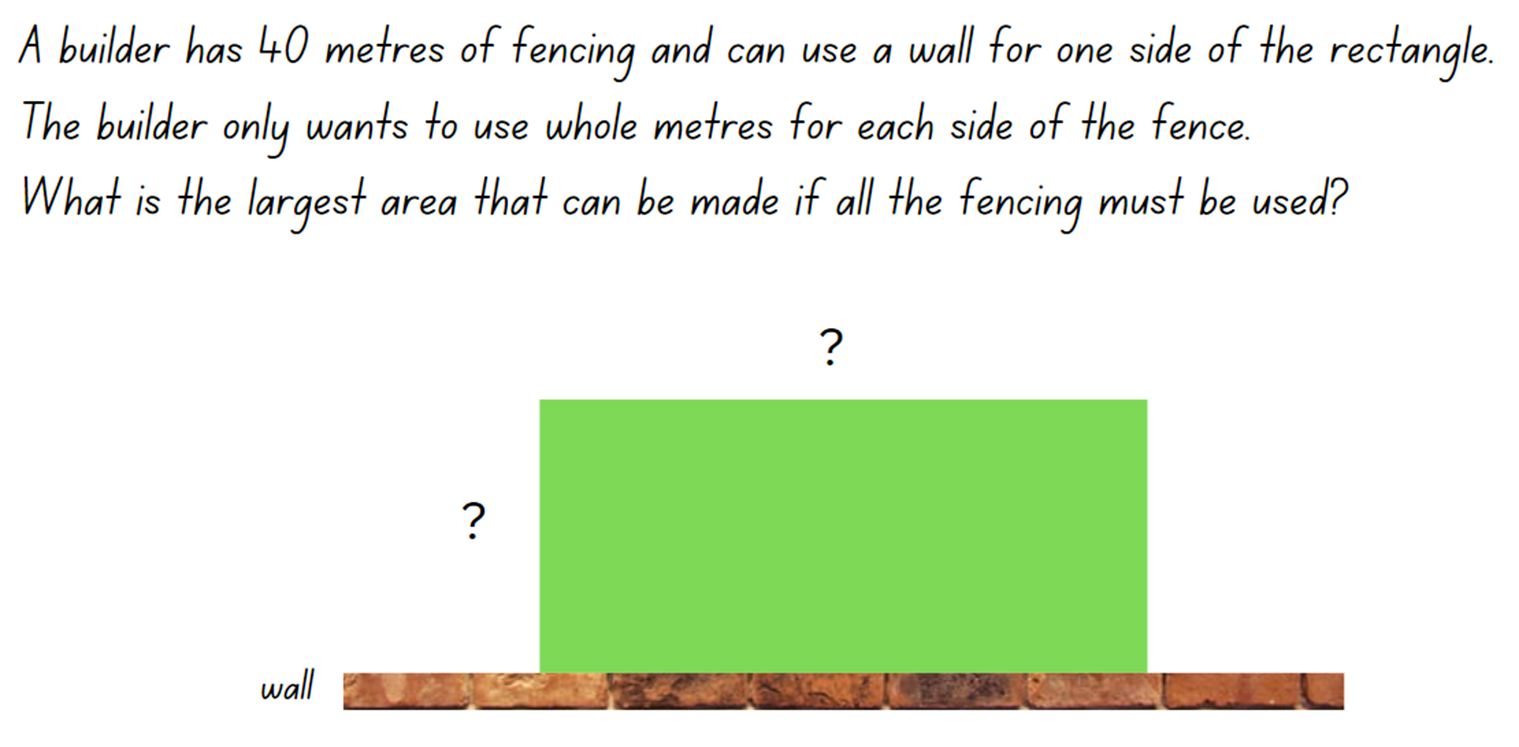 A builder has 40 metres of fencing and can use a wall for one side of the rectangle.
The builder only wants to use whole metres for each side of the fence.
What is the largest area that can be made if all the fencing must be used?
?
?
wall